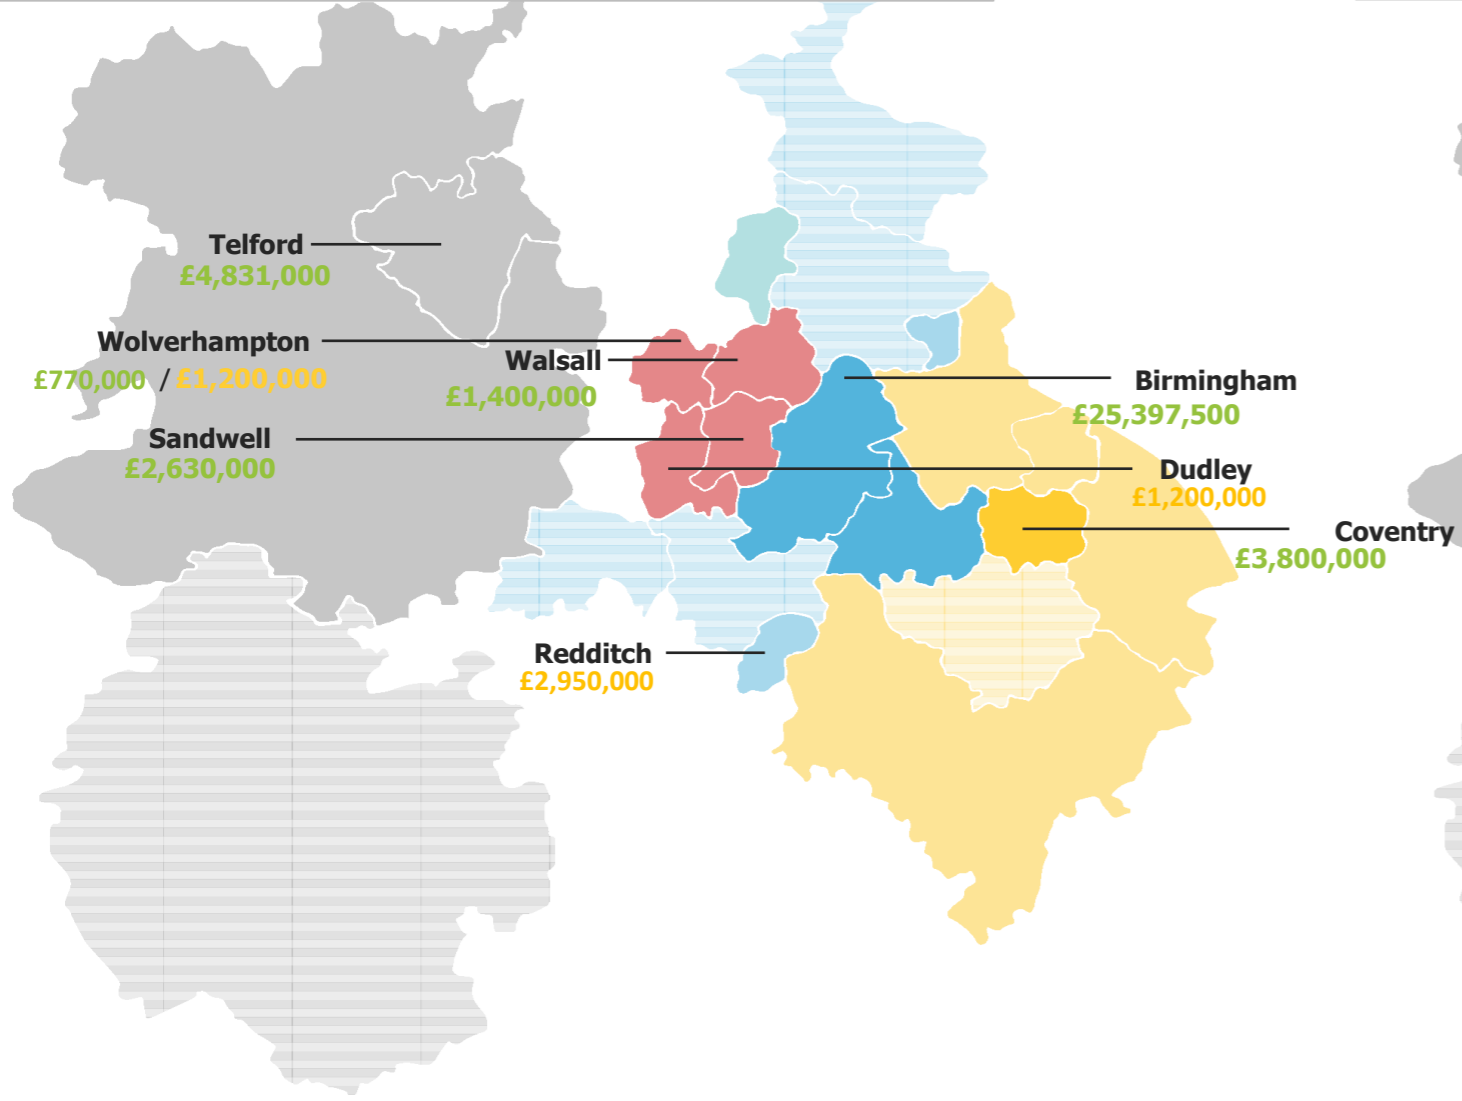 Telford
£4,831,000
Wolverhampton
£770,000 / £1,200,000
Walsall
£1,400,000
Birmingham
£25,397,500
Sandwell
£2,630,000
Dudley
£1,200,000
Coventry
£3,800,000
Redditch
£2,950,000